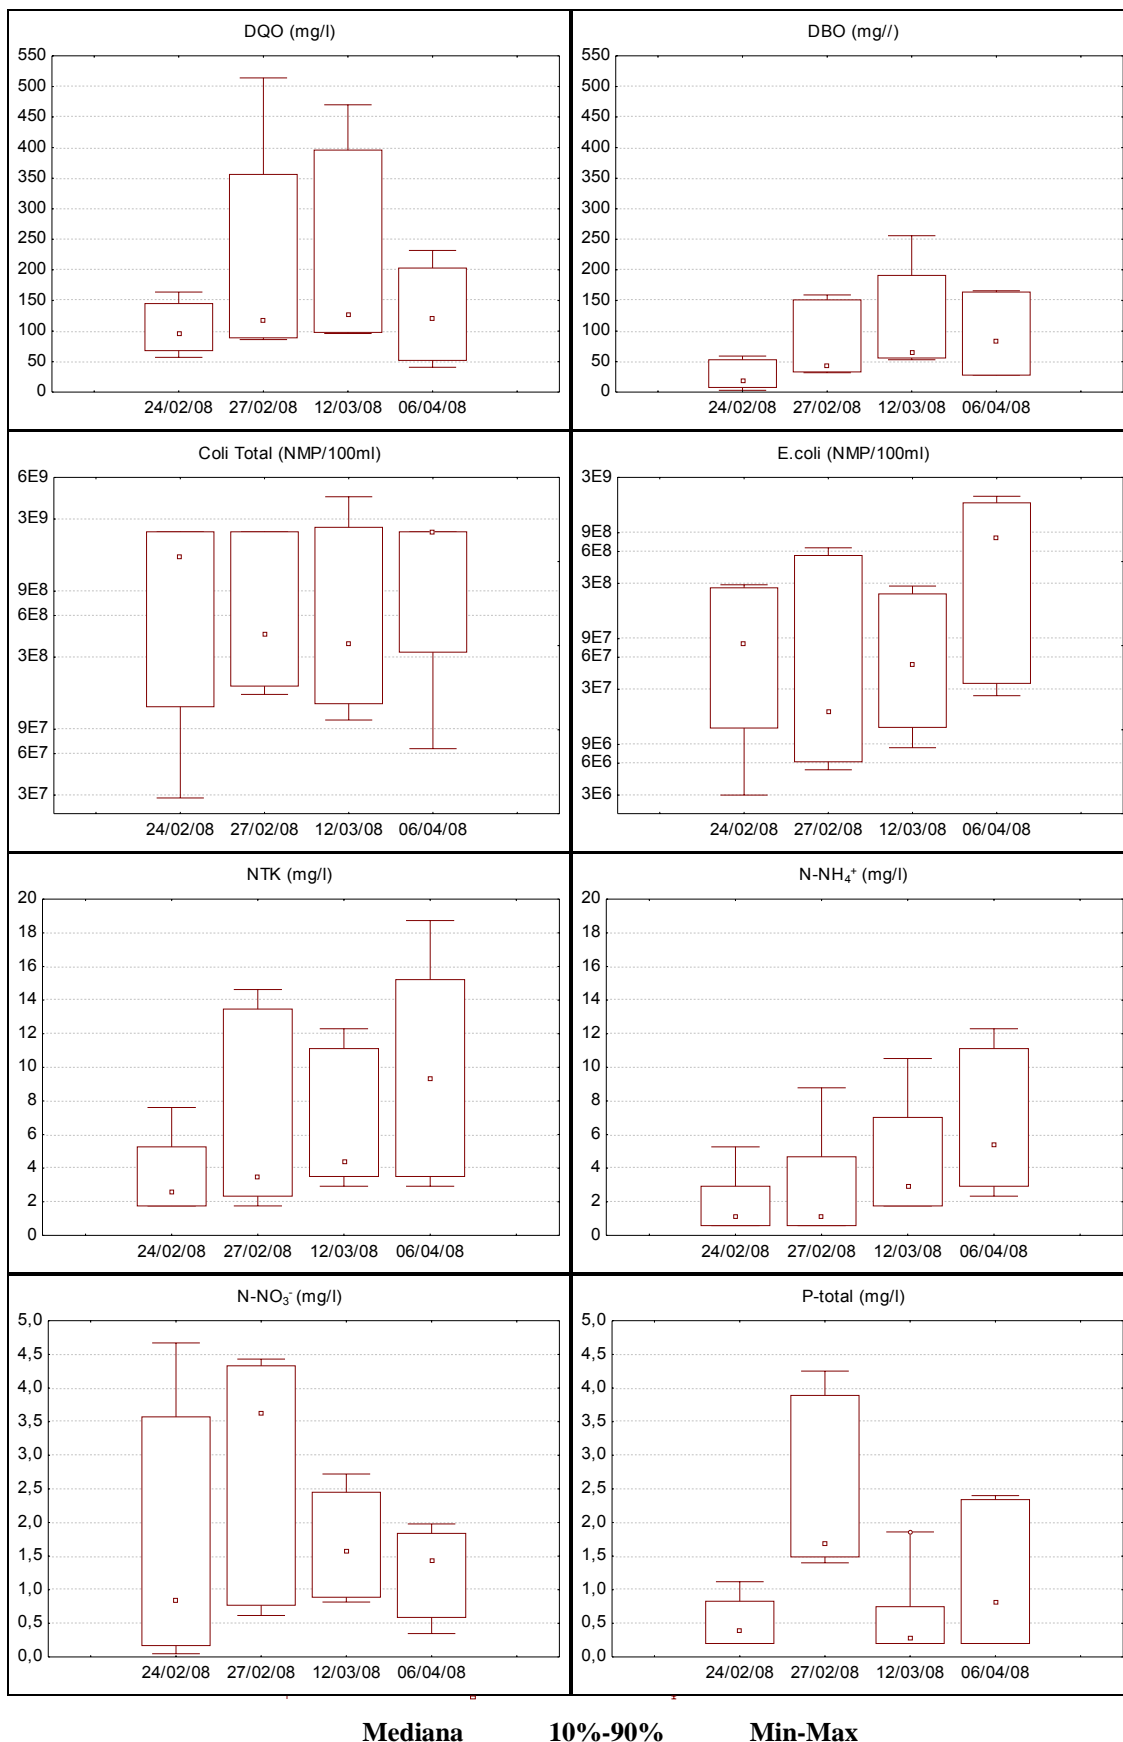 DQO (mg/l)
550
500
450
400
350
300
250
200
150
100
50
0
24/02/08 27/02/08 12/03/08 06/04/08
DBO (mg//)
550
500
450
400
350
300
250
200
150
100
50
0
24/02/08 27/02/08 12/03/08 06/04/08
Coli Total (NMP/100ml)
6E9
3E9
9E8
6E8
3E8
9E7
6E7
3E7
24/02/08 27/02/08 12/03/08 06/04/08
E.coli (NMP/100ml)
3E9
9E8
6E8
3E8
9E7
6E7
3E7
9E6
6E6
3E6
24/02/08 27/02/08 12/03/08 06/04/08
NTK (mg/l)
20
18
16
14
12
10
8
6
4
2
0
24/02/08 27/02/08 12/03/08 06/04/08
N-NH₄⁺ (mg/l)
20
18
16
14
12
10
8
6
4
2
0
24/02/08 27/02/08 12/03/08 06/04/08
N-NO₃⁻ (mg/l)
5,0
4,5
4,0
3,5
3,0
2,5
2,0
1,5
1,0
0,5
0,0
24/02/08 27/02/08 12/03/08 06/04/08
P-total (mg/l)
5,0
4,5
4,0
3,5
3,0
2,5
2,0
1,5
1,0
0,5
0,0
24/02/08 27/02/08 12/03/08 06/04/08
Mediana 10%-90% Min-Max